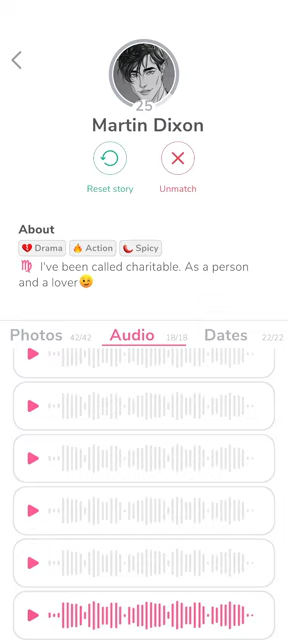 25
Martin Dixon
Reset story
Unmatch
About
Drama Action Spicy
I've been called charitable. As a person
and a lover
Photos 42/42 Audio 18/18 Dates 22/22